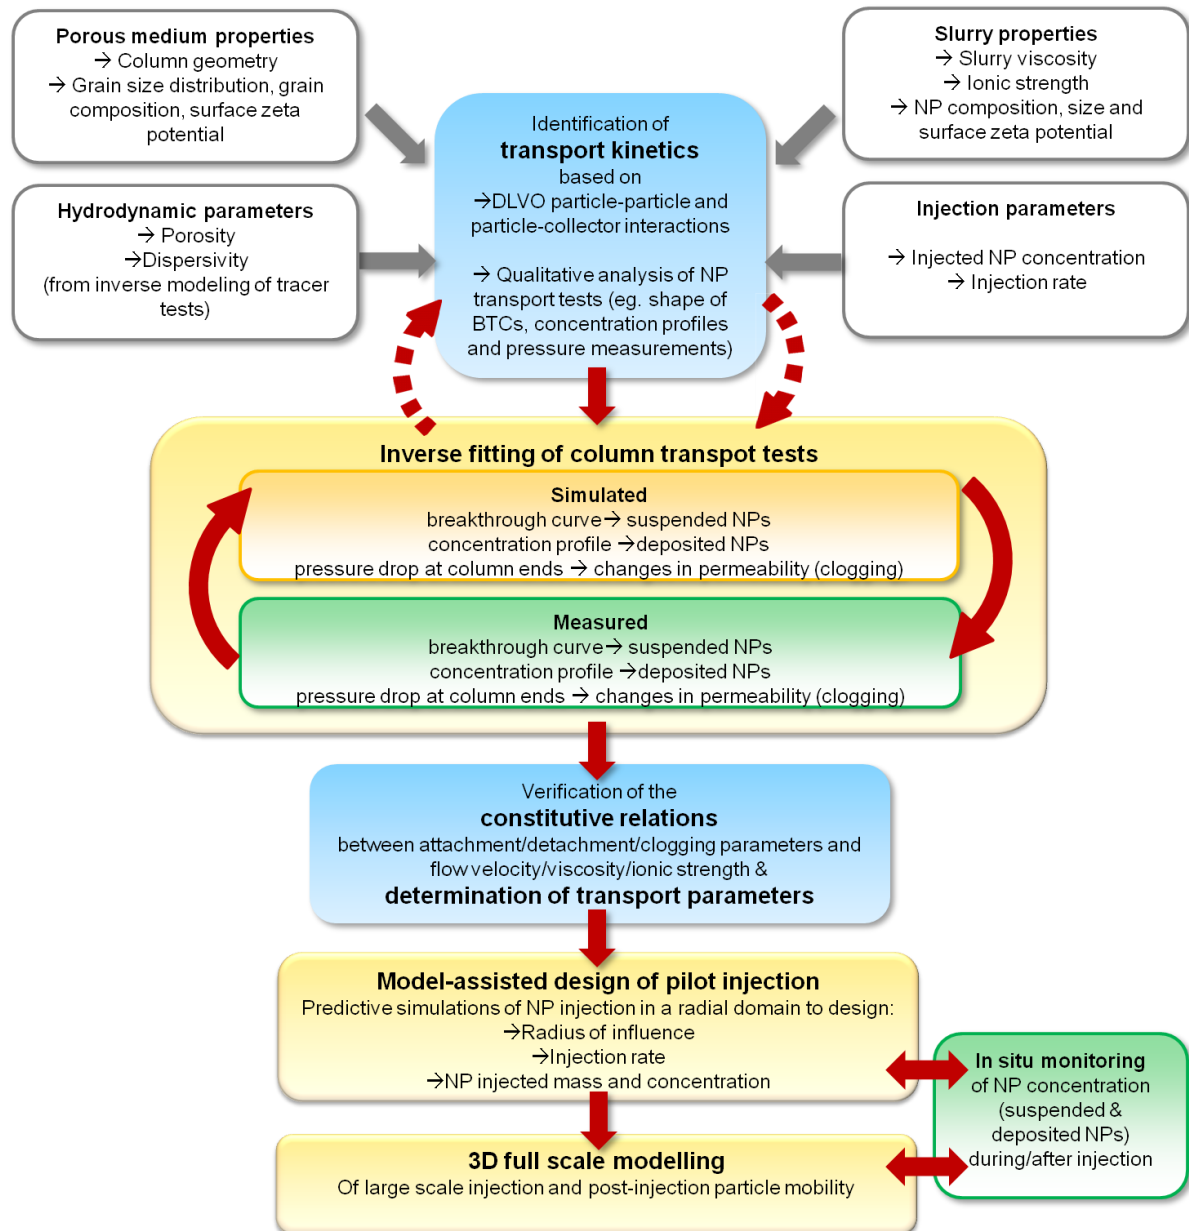 Porous medium properties
→ Column geometry
→ Grain size distribution, grain
composition, surface zeta
potential
Slurry properties
→ Slurry viscosity
→ Ionic strength
→ NP composition, size and
surface zeta potential
Hydrodynamic parameters
→ Porosity
→Dispersivity
(from inverse modeling of tracer
tests)
Identification of
transport kinetics
based on
→DLVO particle-particle and
particle-collector interactions
→ Qualitative analysis of NP
transport tests (eg. shape of
BTCs, concentration profiles
and pressure measurements)
Injection parameters
→ Injected NP concentration
→ Injection rate
Inverse fitting of column transpot tests
Simulated
breakthrough curve→ suspended NPs
concentration profile →deposited NPs
pressure drop at column ends → changes in permeability (clogging)
Measured
breakthrough curve→ suspended NPs
concentration profile →deposited NPs
pressure drop at column ends → changes in permeability (clogging)
Verification of the
constitutive relations
between attachment/detachment/clogging parameters and
flow velocity/viscosity/ionic strength &
determination of transport parameters
Model-assisted design of pilot injection
Predictive simulations of NP injection in a radial domain to design:
→Radius of influence
→Injection rate
→NP injected mass and concentration
In situ monitoring
of NP concentration
(suspended &
deposited NPs)
during/after injection
3D full scale modelling
Of large scale injection and post-injection particle mobility